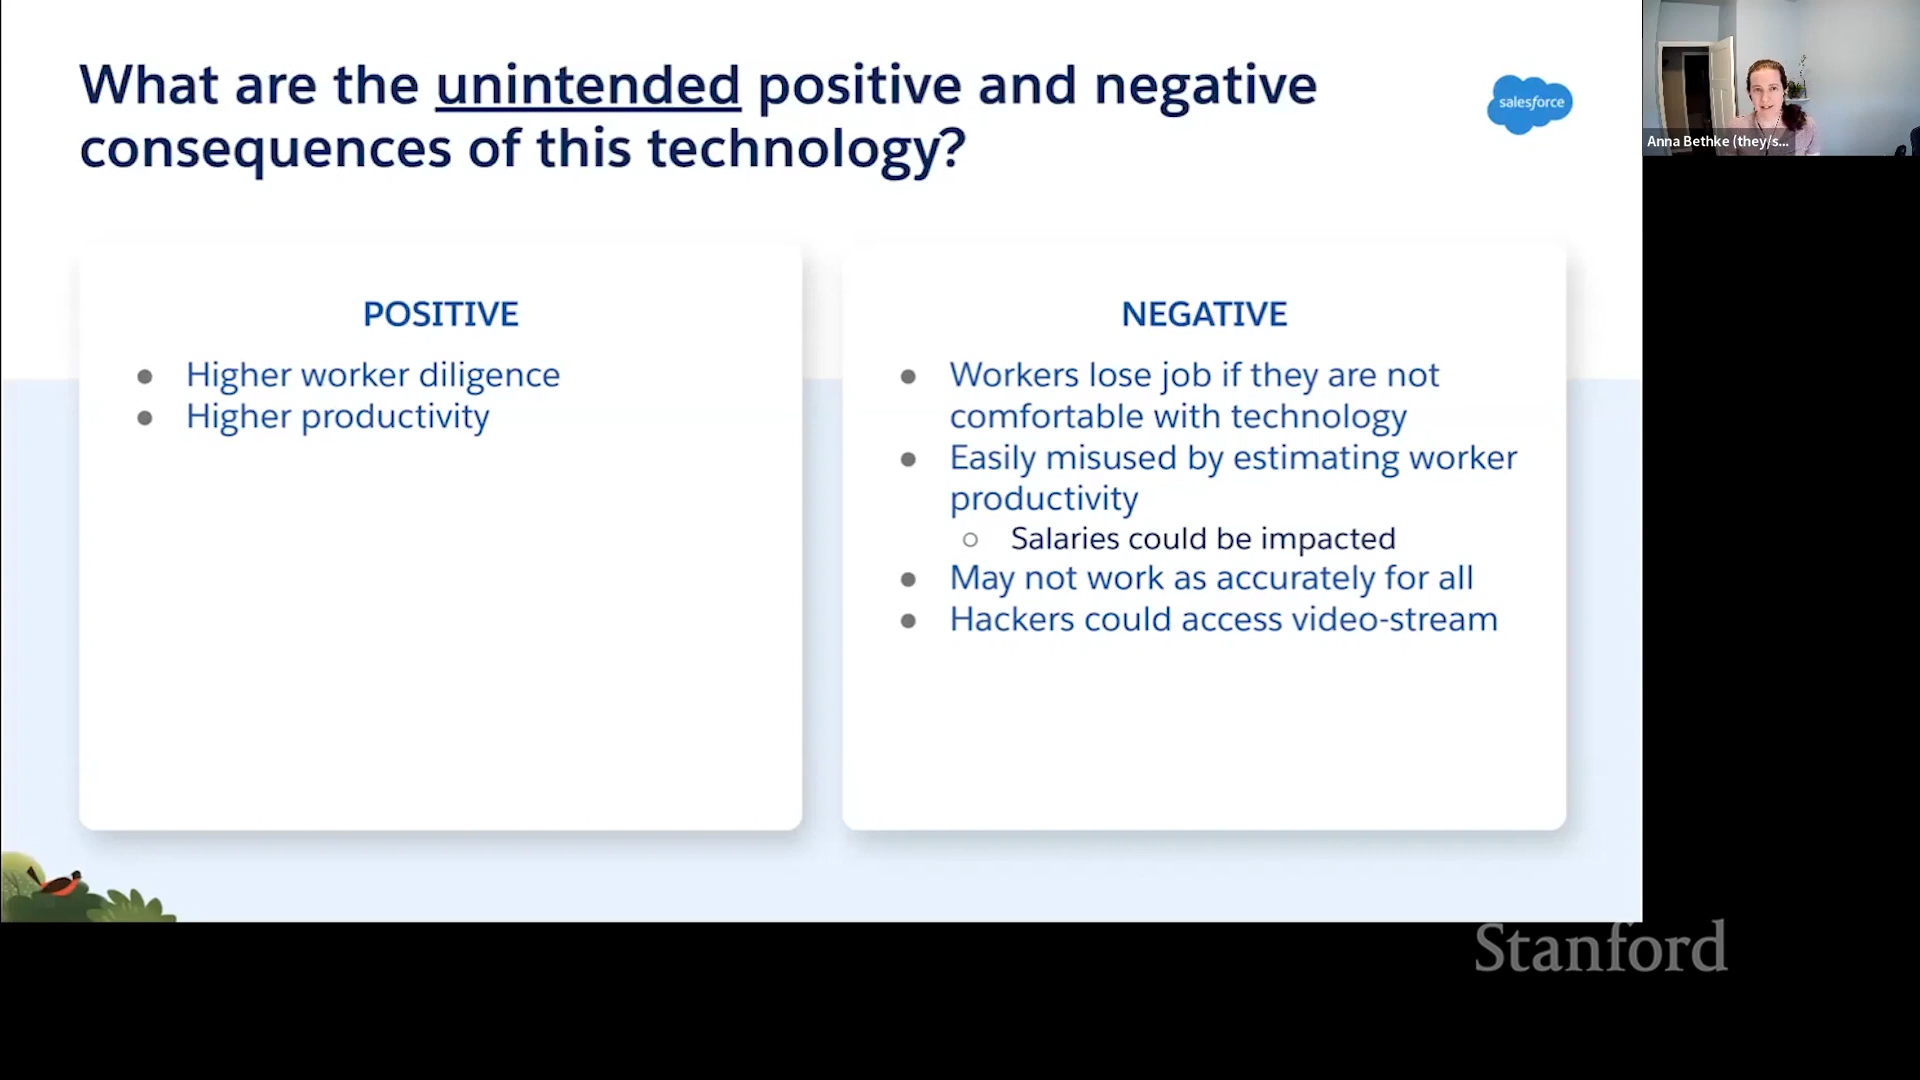 What are the unintended positive and negative
consequences of this technology?
salesforce
Anna Bethke (they/s...
POSITIVE
Higher worker diligence
Higher productivity
NEGATIVE
Workers lose job if they are not
comfortable with technology
Easily misused by estimating worker
productivity
Salaries could be impacted
May not work as accurately for all
Hackers could access video-stream
Stanford